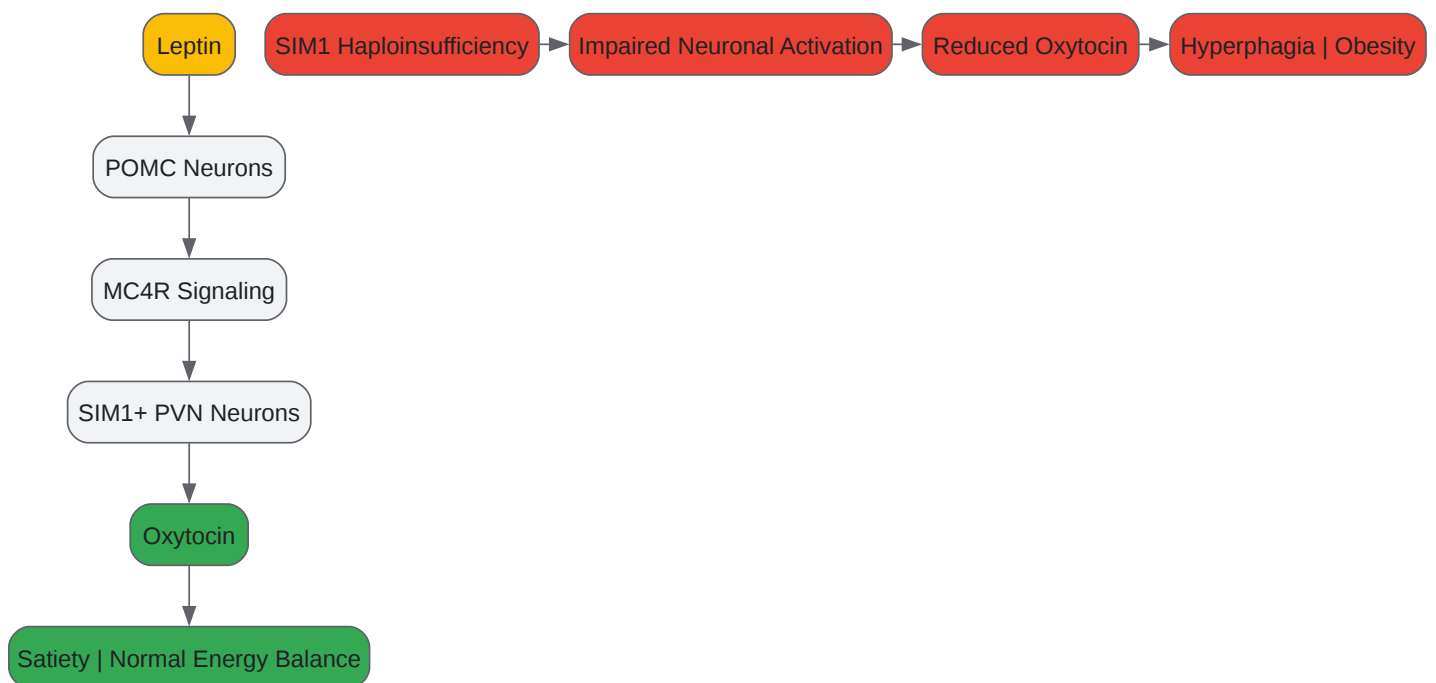 Leptin
SIM1 Haploinsufficiency
Impaired Neuronal Activation
Reduced Oxytocin
Hyperphagia | Obesity
POMC Neurons
MC4R Signaling
SIM1+ PVN Neurons
Oxytocin
Satiety | Normal Energy Balance